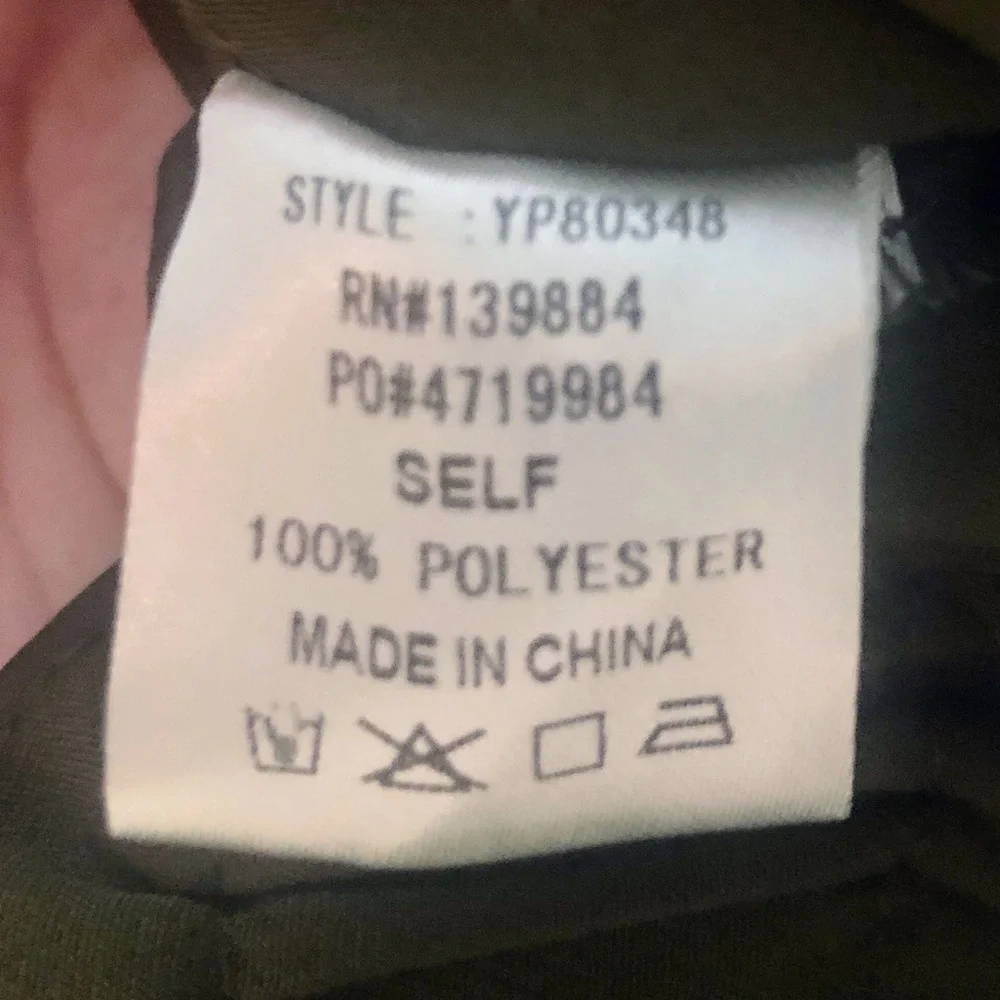 STYLE : YP80348
RN#139884
PO#4719984
SELF
100% POLYESTER
MADE IN CHINA